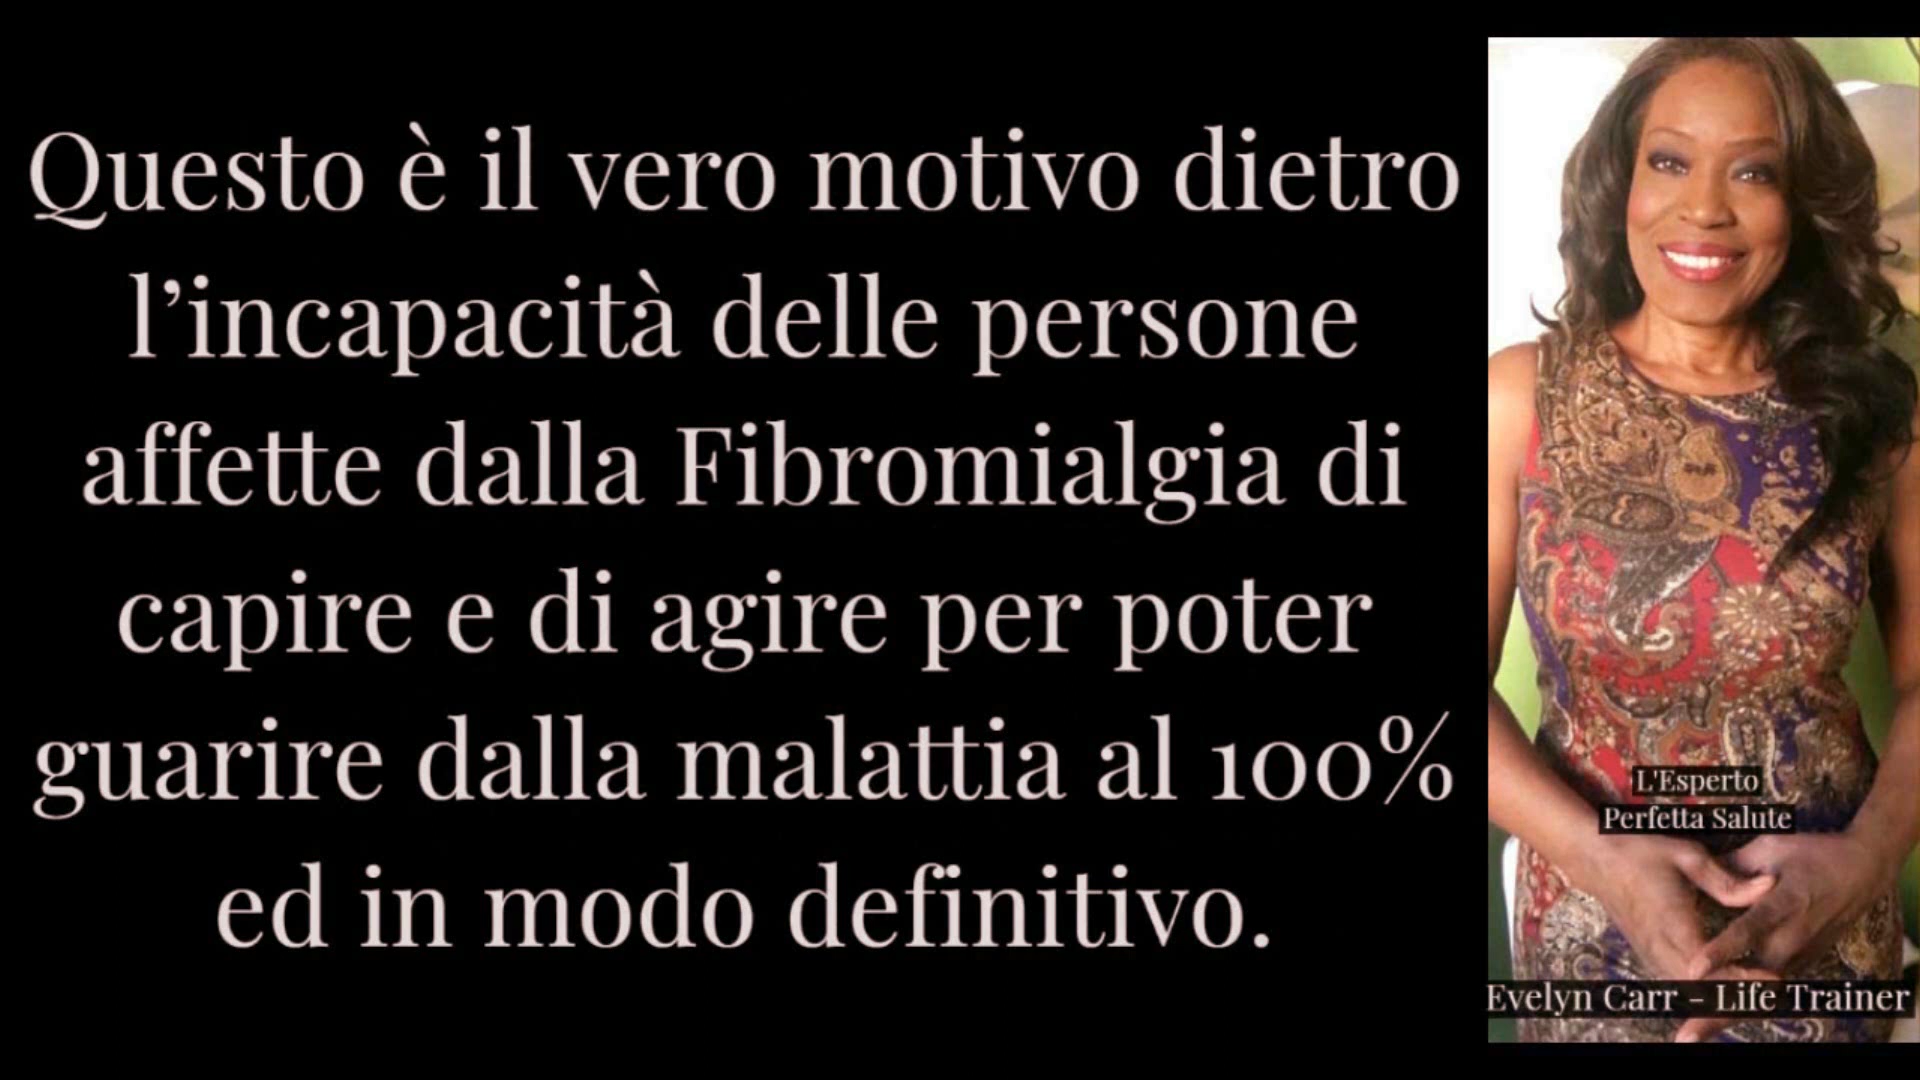 Questo è il vero motivo dietro
l’incapacità delle persone
affette dalla Fibromialgia di
capire e di agire per poter
guarire dalla malattia al 100%
ed in modo definitivo.
L'Esperto
Perfetta Salute
Evelyn Carr - Life Trainer